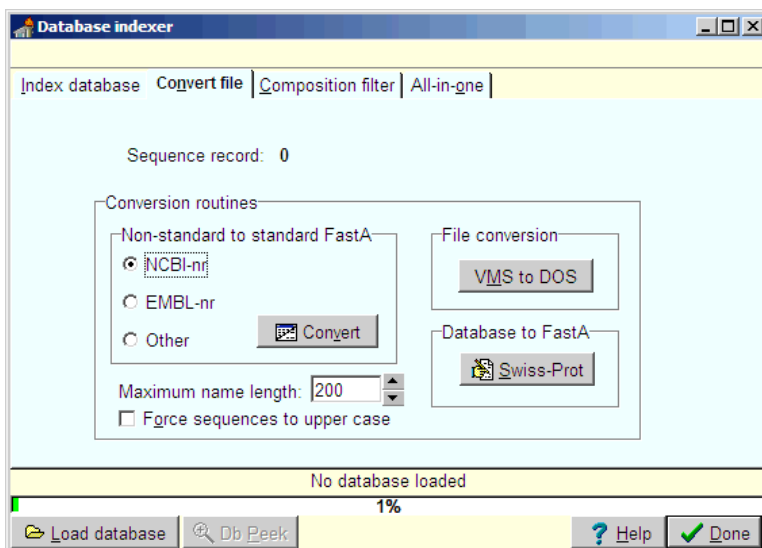 Database indexer
Index database Convert file Composition filter All-in-one
Sequence record: 0
Conversion routines
Non-standard to standard FastA
NCBI-nr
EMBL-nr
Other
Convert
File conversion
VMS to DOS
Database to FastA
Swiss-Prot
Maximum name length: 200
Force sequences to upper case
No database loaded
1%
Load database Db Peek Help Done